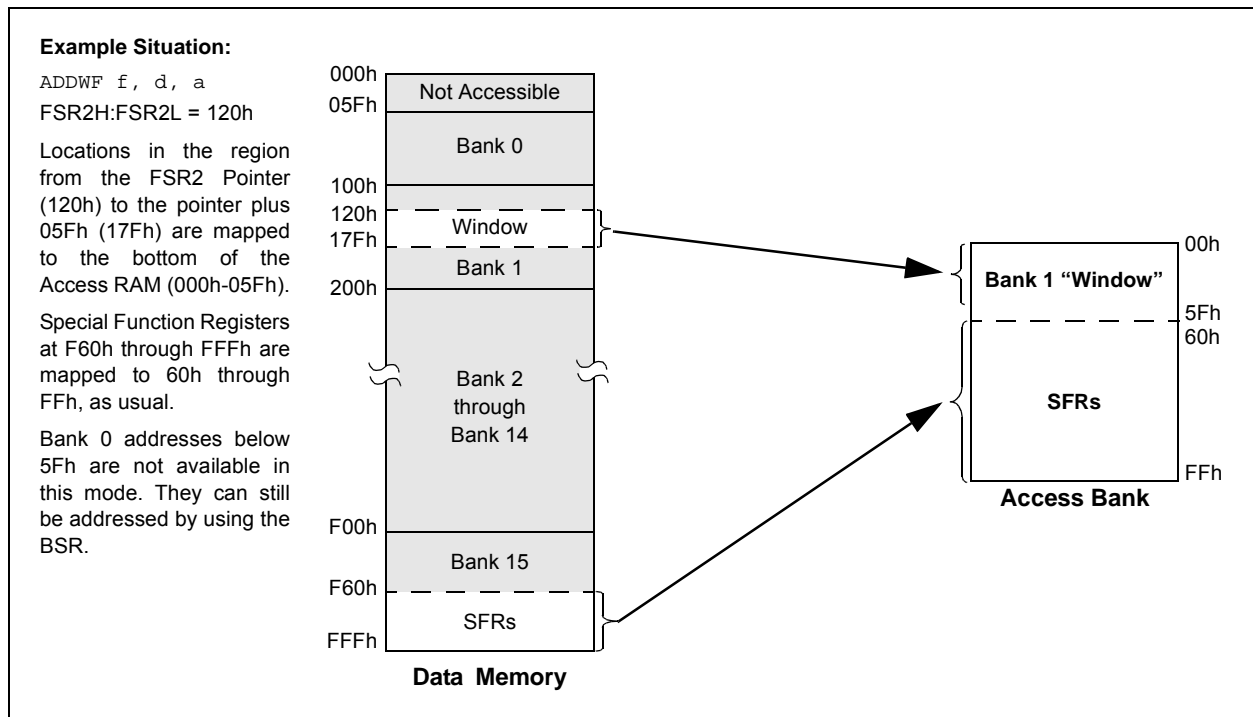 Example Situation:
ADDWF f, d, a
FSR2H:FSR2L = 120h
Locations in the region
from the FSR2 Pointer
(120h) to the pointer plus
05Fh (17Fh) are mapped
to the bottom of the
Access RAM (000h-05Fh).
Special Function Registers
at F60h through FFFh are
mapped to 60h through
FFh, as usual.
Bank 0 addresses below
5Fh are not available in
this mode. They can still
be addressed by using the
BSR.
000h
Not Accessible
05Fh
Bank 0
100h
120h
Window
17Fh
Bank 1
200h
Bank 2
through
Bank 14
F00h
Bank 15
F60h
SFRs
FFFh
Data Memory
00h
Bank 1 “Window”
5Fh
60h
SFRs
FFh
Access Bank